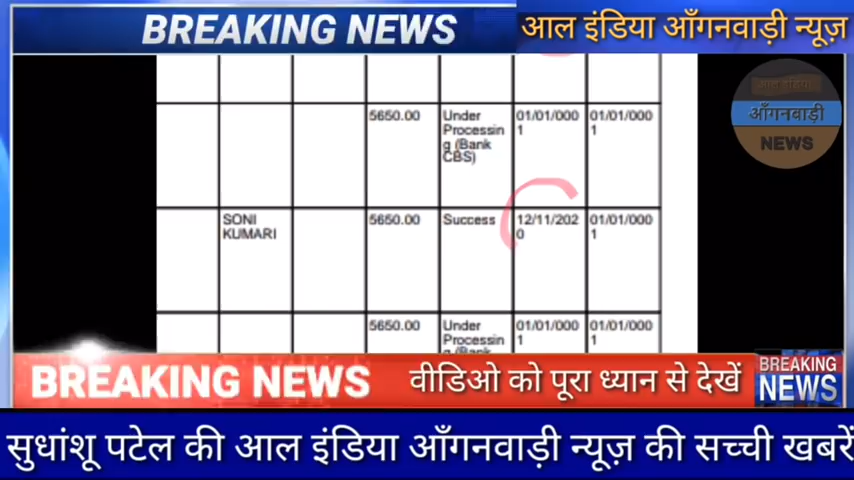 BREAKING NEWS
आल इंडिया आँगनवाड़ी न्यूज़
आल इंडिया
आँगनवाड़ी
NEWS
5650.00 Under 01/01/000 01/01/000
Processin 1 1
g (Bank
CBS)
SONI 5650.00 Success 12/11/202 01/01/000
KUMARI 0 1
5650.00 Under 01/01/000 01/01/000
Processin 1 1
g (Bank
BREAKING NEWS वीडिओ को पूरा ध्यान से देखें BREAKING
NEWS
सुधांशू पटेल की आल इंडिया आँगनवाड़ी न्यूज़ की सच्ची खबरें